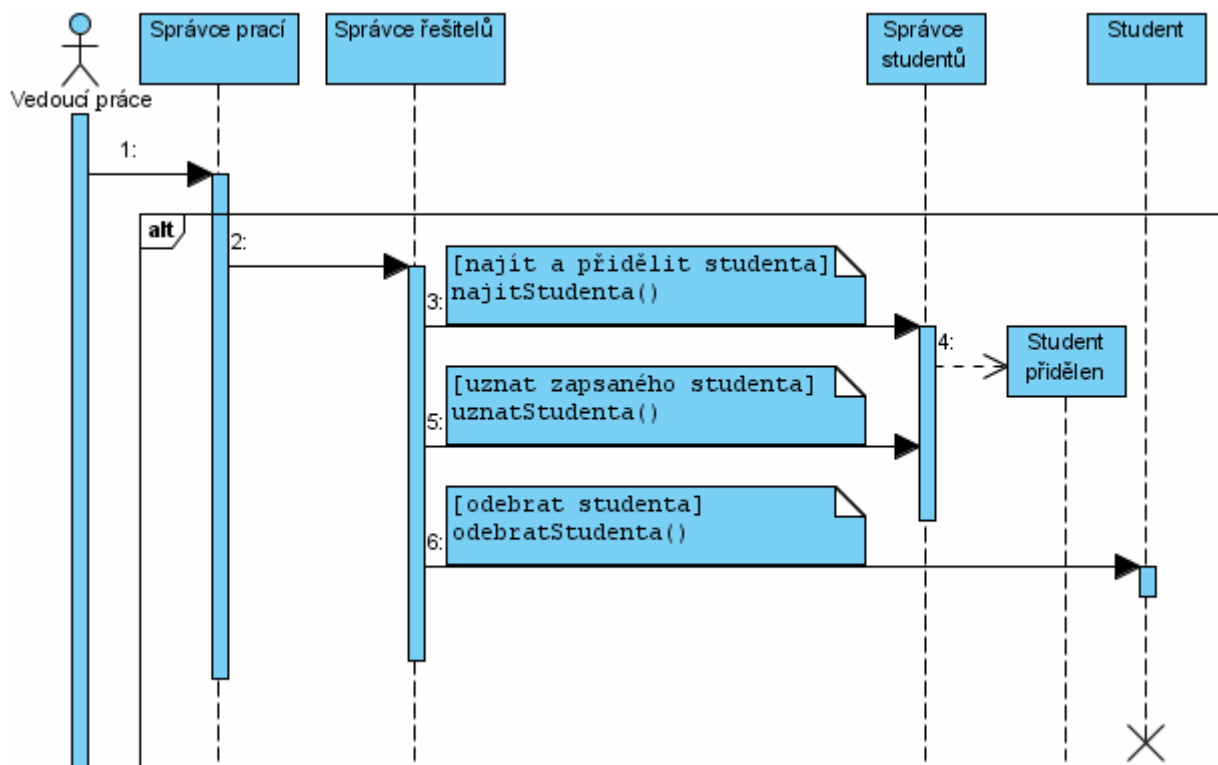 Správce prací
Správce řešitelů
Správce
studentů
Student
Vedoucí práce
1:
alt
2:
[najít a přidělit studenta]
najitStudenta()
3:
4:
Student
přidělen
[uznat zapsaného studenta]
uznatStudenta()
5:
[odebrat studenta]
odebratStudenta()
6: